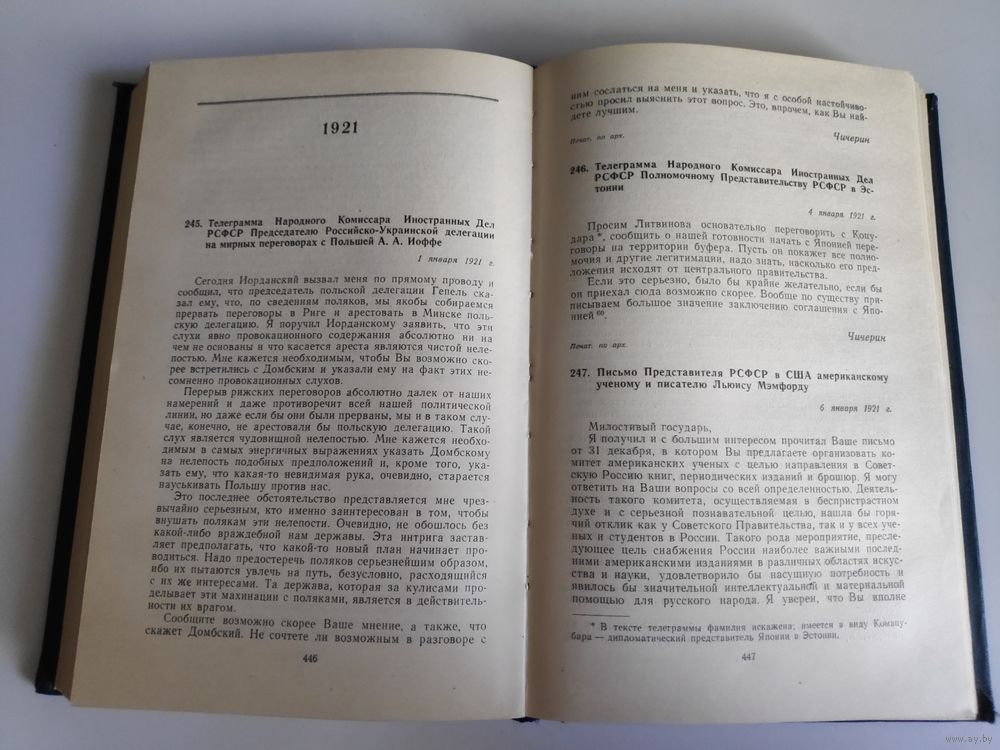 1921
245. Телеграмма Народного Комиссара Иностранных Дел
РСФСР Председателю Российско-Украинской делегации
на мирных переговорах с Польшей А. А. Иоффе
1 января 1921 г.
Сегодня Иорданский вызвал меня по прямому проводу и
сообщил, что председатель польской делегации Гепель ска-
зал ему, что, по сведениям поляков, мы якобы собираемся
прервать переговоры в Риге и арестовать в Минске поль-
скую делегацию. Я поручил Иорданскому заявить, что эти
слухи явно провокационного содержания абсолютно ни на
чем не основаны и что касается ареста являются чистой неле-
постью. Мне кажется необходимым, чтобы Вы возможно ско-
рее встретились с Домбским и указали ему на факт этих не-
сомненно провокационных слухов.
Перерыв рижских переговоров абсолютно далек от наших
намерений и даже противоречит всей нашей политической
линии, но даже если бы они были прерваны, мы и в таком слу-
чае, конечно, не арестовали бы польскую делегацию. Такой
слух является чудовищной нелепостью. Мне кажется необхо-
димым в самых энергичных выражениях указать Домбскому
на нелепость подобных предположений и, кроме того, ука-
зать ему, что какая-то невидимая рука, очевидно, старается
науськивать Польшу против нас.
Это последнее обстоятельство представляется мне чрез-
вычайно серьезным, кто именно заинтересован в том, чтобы
внушать полякам эти нелепости. Очевидно, не обошлось без
какой-либо враждебной нам державы. Эта интрига застав-
ляет предполагать, что какой-то новый план начинает про-
водиться. Надо предостеречь поляков серьезнейшим образом,
ибо их пытаются увлечь на путь, безусловно, расходящийся
с их же интересами. Та держава, которая за кулисами про-
делывает эти махинации с поляками, является в действитель-
ности их врагом.
Сообщите возможно скорее Ваше мнение, а также, что
скажет Домбский. Не сочтете ли возможным в разговоре с
446
ним сослаться на меня и указать, что я с особой настойчиво-
стью просил выяснить этот вопрос. Это, впрочем, как Вы най-
дете лучшим.
Чичерин
Печат. по арх.
246. Телеграмма Народного Комиссара Иностранных Дел
РСФСР Полномочному Представительству РСФСР в Эс-
тонии
4 января 1921 г.
Просим Литвинова основательно переговорить с Коцу-
дара *, сообщить о нашей готовности начать с Японией пере-
говоры на территории буфера. Пусть он покажет все полно-
мочия и другие легитимации, надо знать, насколько его пред-
ложения исходят от центрального правительства.
Если это серьезно, было бы крайне желательно, если бы
он приехал сюда возможно скорее. Вообще по существу при-
писываем большое значение заключению соглашения с Япо-
нией 60.
Чичерин
Печат. по арх.
247. Письмо Представителя РСФСР в США американскому
ученому и писателю Льюису Мэмфорду
6 января 1921 г.
Милостивый государь,
Я получил и с большим интересом прочитал Ваше письмо
от 31 декабря, в котором Вы предлагаете организовать ко-
митет американских ученых с целью направления в Совет-
скую Россию книг, периодических изданий и брошюр. Я могу
ответить на Ваши вопросы со всей определенностью. Деятель-
ность такого комитета, осуществляемая в беспристрастном
духе и с серьезной познавательной целью, нашла бы горя-
чий отклик как у Советского Правительства, так и у всех уче-
ных и студентов в России. Такого рода мероприятие, пресле-
дующее цель снабжения России наиболее важными послед-
ними американскими изданиями в различных областях искус-
ства и науки, удовлетворило бы насущную потребность и
явилось бы значительной интеллектуальной и материальной
помощью для русского народа. Я уверен, что Вы вполне
* В тексте телеграммы фамилия искажена; имеется в виду Комацу-
бара — дипломатический представитель Японии в Эстонии.
447
www.ay.by